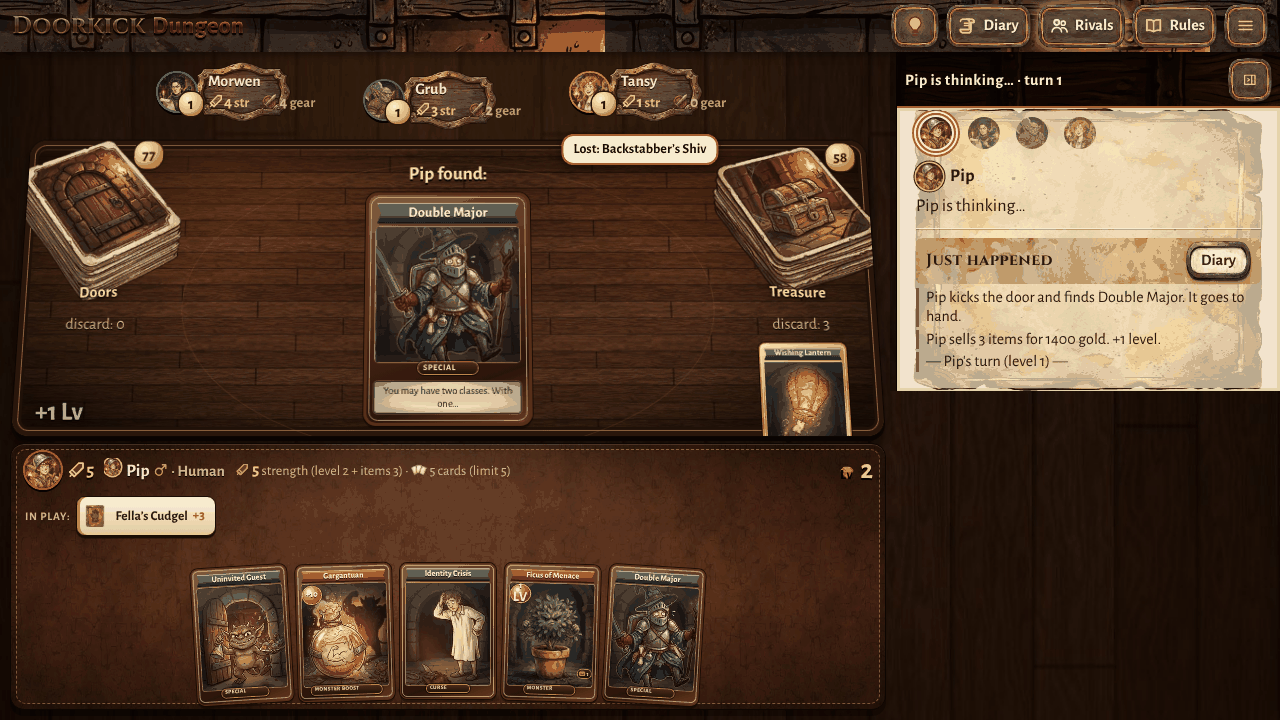 DOORKICK Dungeon
Diary
Rivals
Rules
Morwen
1
4 str
4 gear
Grub
1
3 str
2 gear
Tansy
1
1 str
0 gear
Pip is thinking... · turn 1
77
Doors
discard: 0
Pip found:
Double Major
SPECIAL
You may have two classes. With one...
Lost: Backstabber's Shiv
58
Treasure
discard: 3
Wishing Lantern
+1 Lv
Pip
Pip is thinking...
JUST HAPPENED
Diary
Pip kicks the door and finds Double Major. It goes to
hand.
Pip sells 3 items for 1400 gold. +1 level.
— Pip's turn (level 1) —
5
Pip ♂ · Human
5 strength (level 2 + items 3) ·
5 cards (limit 5)
2
IN PLAY:
Fella's Cudgel +3
Uninvited Guest
SPECIAL
Gargantuan
MONSTER BOOST
Identity Crisis
CURSE
Ficus of Menace
LV
MONSTER
Double Major
SPECIAL